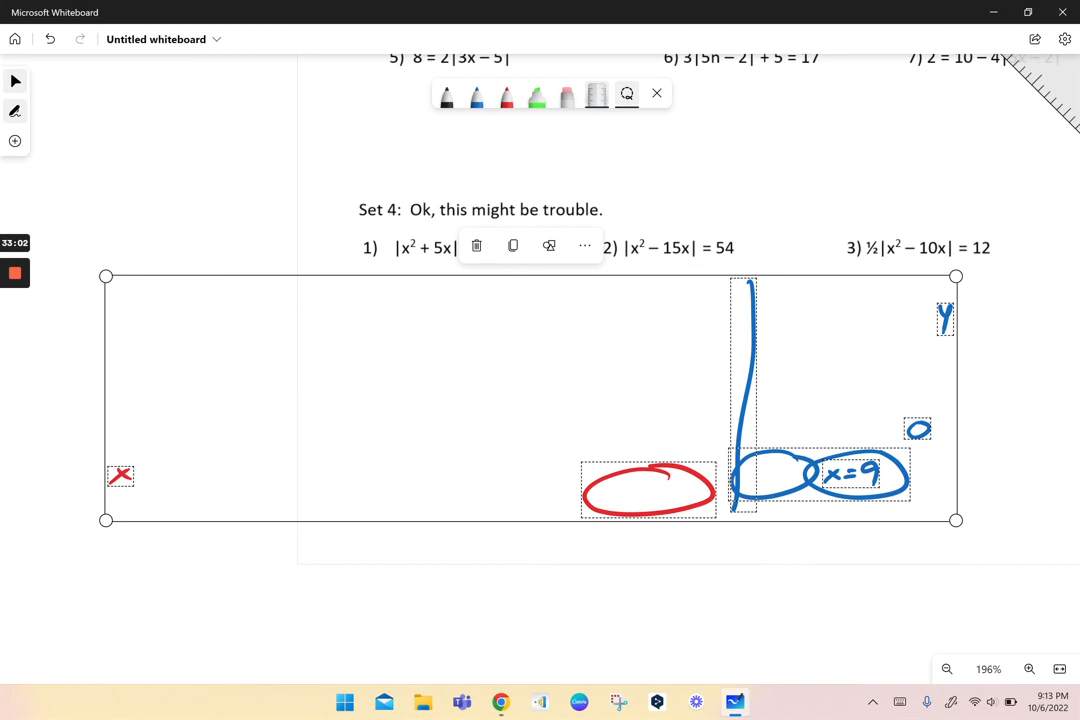 Microsoft Whiteboard
Untitled whiteboard
5) 8 = 2|3x – 5| 6) 3|5n – 2| + 5 = 17 7) 2 = 10 – 4|x – 2|
33:02
Set 4: Ok, this might be trouble.
1) |x² + 5x| 2) |x² – 15x| = 54 3) ½|x² – 10x| = 12
y
o
x x=9
196%
9:13 PM
10/6/2022